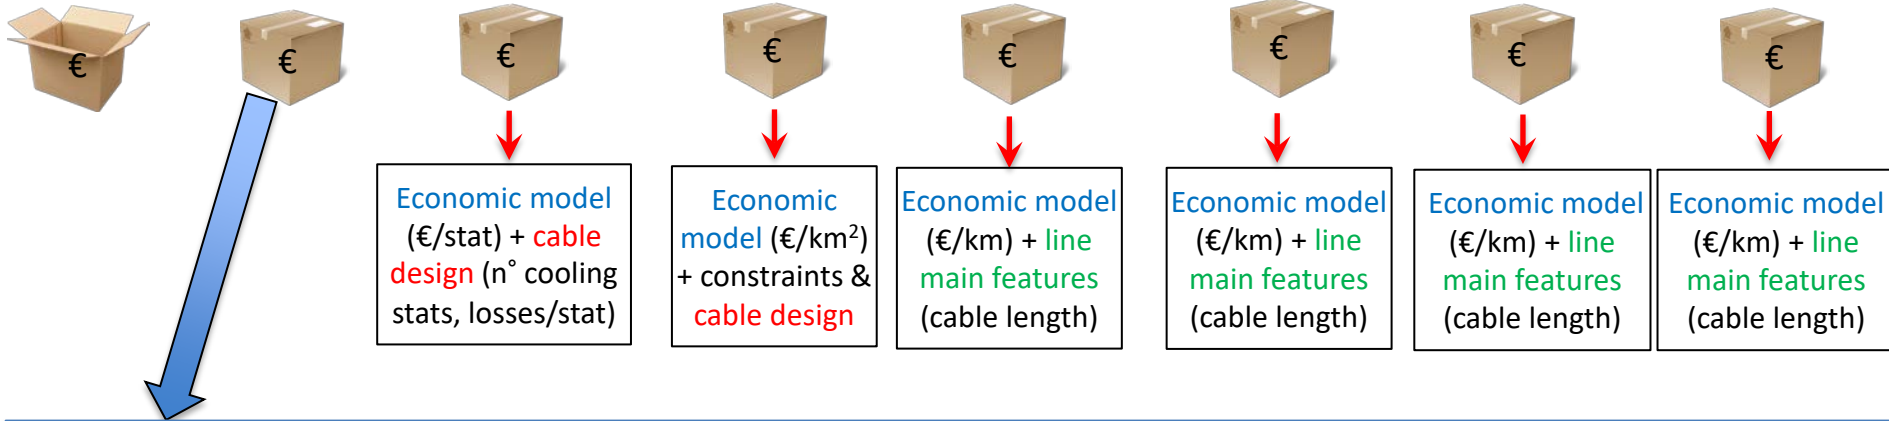 €
€
€
€
€
€
€
€
Economic model
(€/stat) + cable
design (n° cooling
stats, losses/stat)
Economic
model (€/km²)
+ constraints &
cable design
Economic model
(€/km) + line
main features
(cable length)
Economic model
(€/km) + line
main features
(cable length)
Economic model
(€/km) + line
main features
(cable length)
Economic model
(€/km) + line
main features
(cable length)